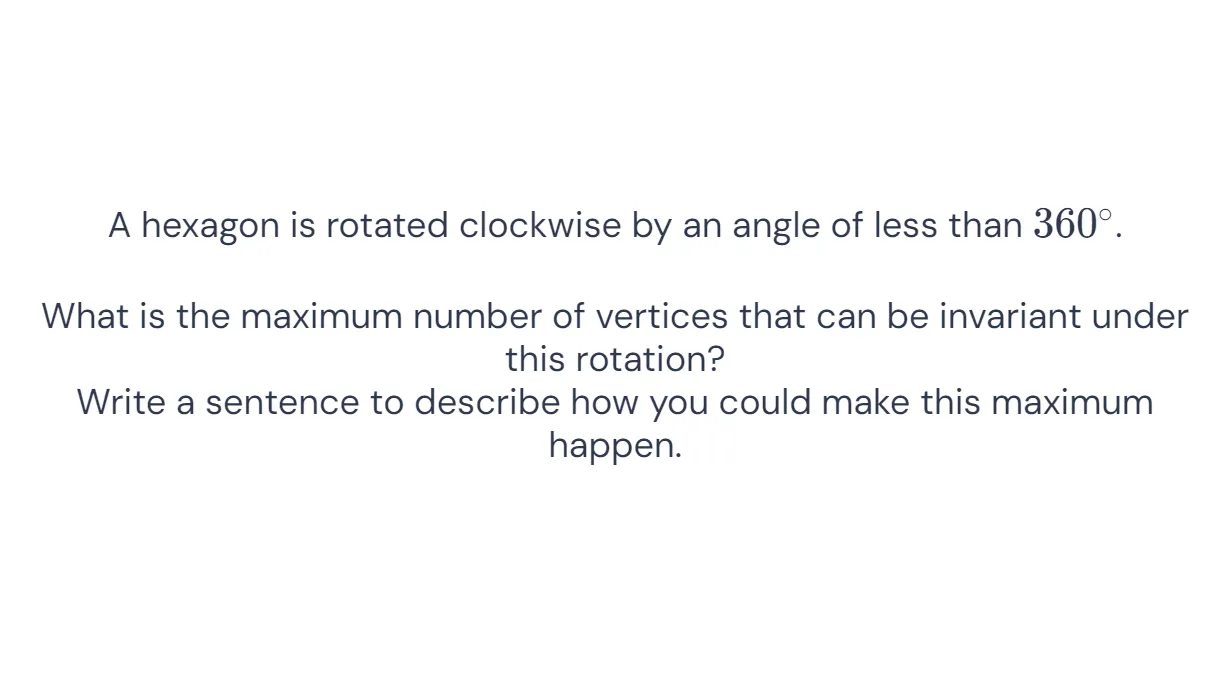 A hexagon is rotated clockwise by an angle of less than 360°.
What is the maximum number of vertices that can be invariant under
this rotation?
Write a sentence to describe how you could make this maximum
happen.